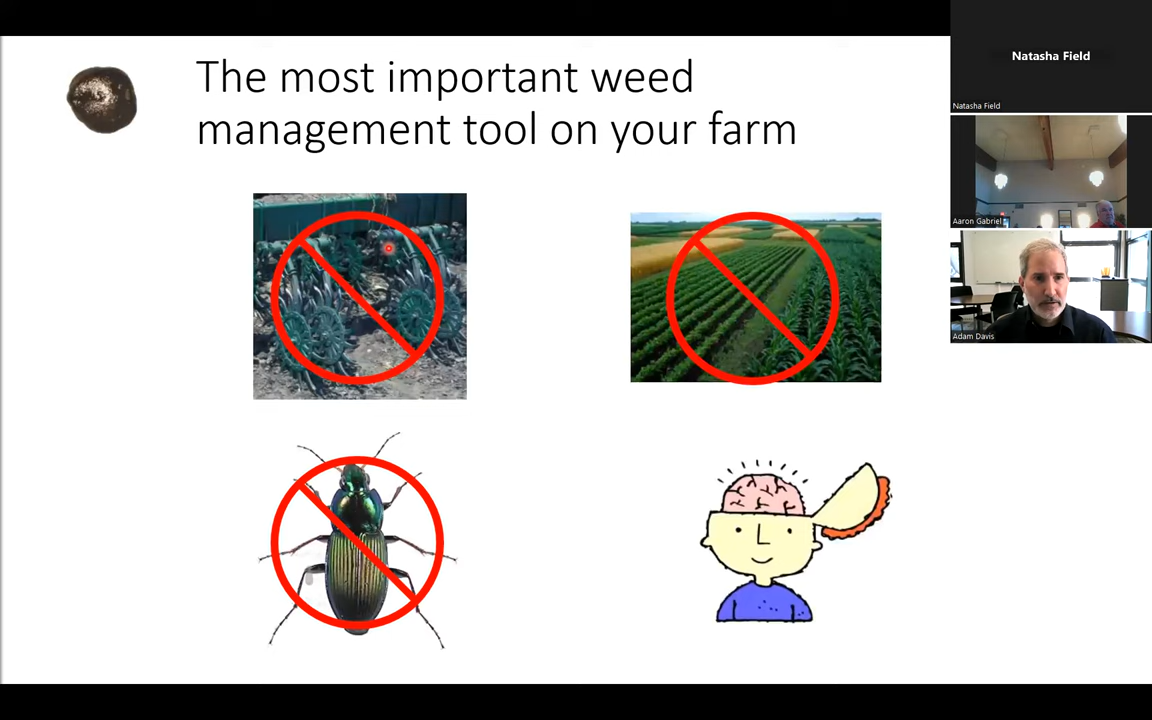 The most important weed
management tool on your farm
Natasha Field
Natasha Field
Aaron Gabriel
Adam Davis